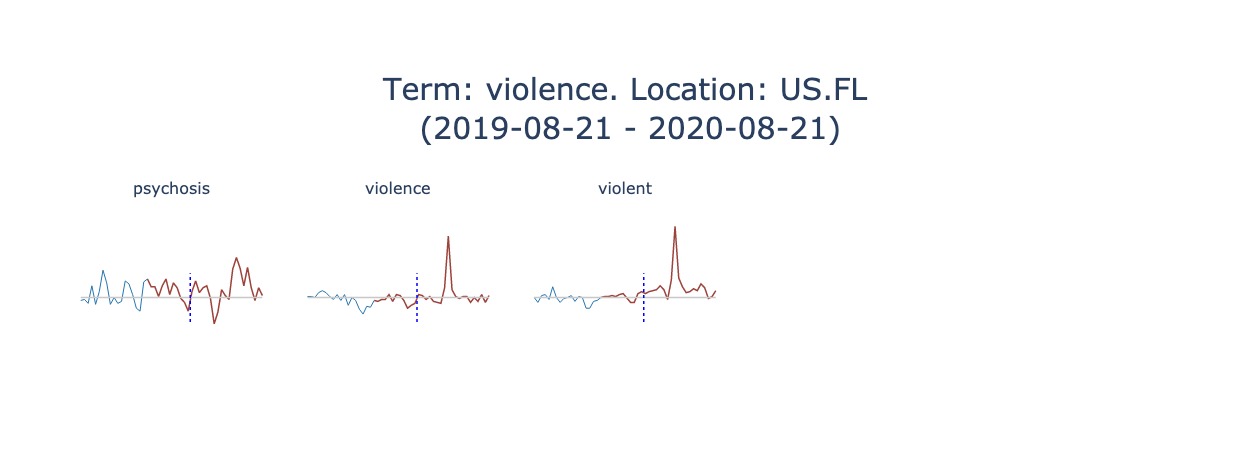 Term: violence. Location: US.FL
(2019-08-21 - 2020-08-21)
psychosis
violence
violent